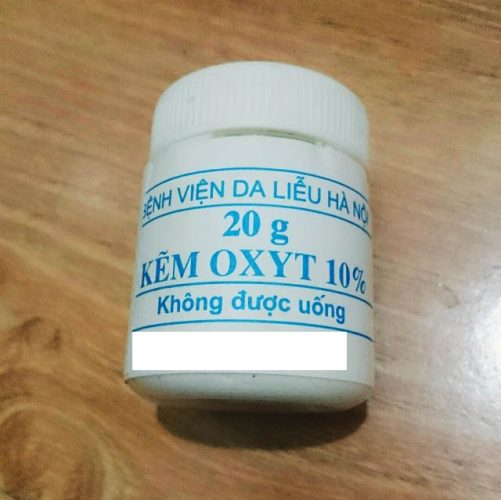 BỆNH VIỆN DA LIỄU HÀ NỘI
20 g
KẼM OXYT 10%
Không được uống